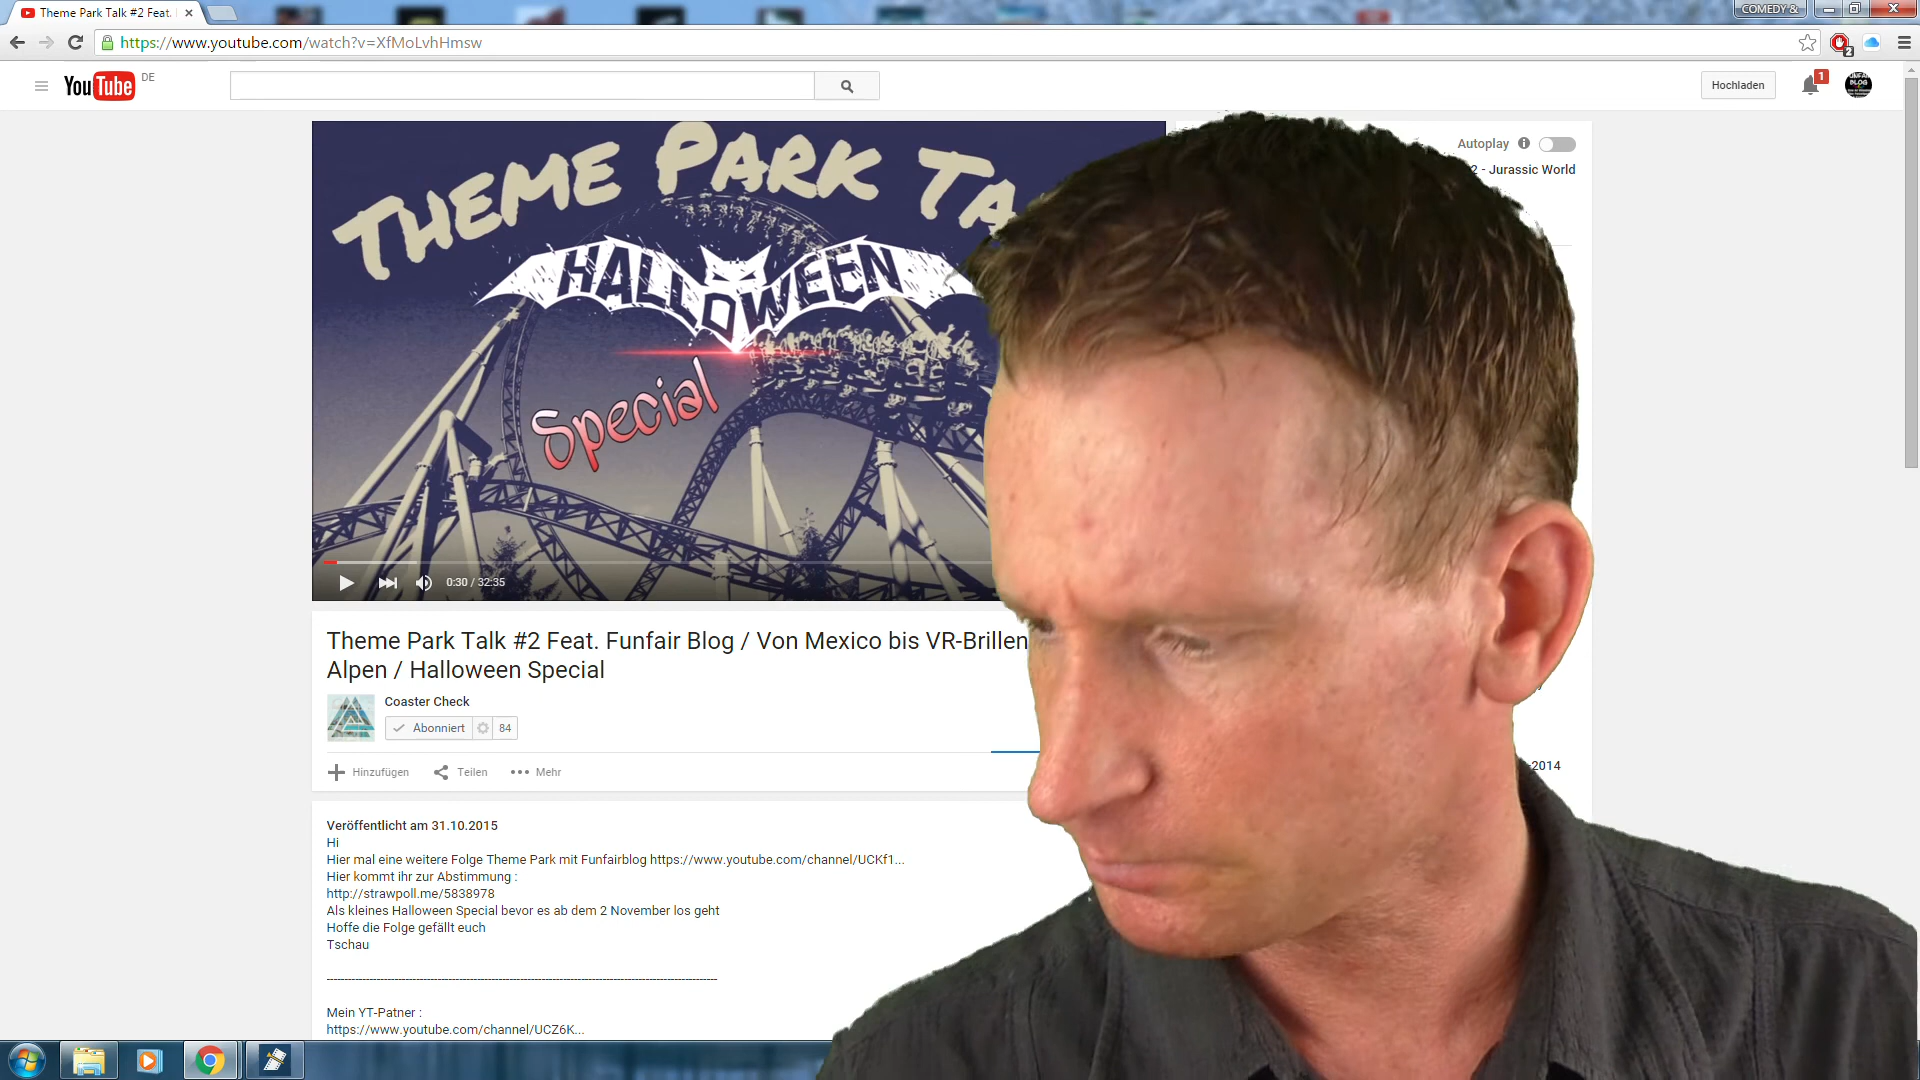 Theme Park Talk #2 Feat.
COMEDY &
https://www.youtube.com/watch?v=XfMoLvhHmsw
YouTube DE
Hochladen
1
2
FUNFAIR
BLOG
THEME PARK TA
HALLOWEEN
Special
0:30 / 32:35
Autoplay
2 - Jurassic World
Theme Park Talk #2 Feat. Funfair Blog / Von Mexico bis VR-Brillen
Alpen / Halloween Special
Coaster Check
Abonniert 84
Hinzufügen Teilen Mehr
-2014
Veröffentlicht am 31.10.2015
Hi
Hier mal eine weitere Folge Theme Park mit Funfairblog https://www.youtube.com/channel/UCKf1...
Hier kommt ihr zur Abstimmung :
http://strawpoll.me/5838978
Als kleines Halloween Special bevor es ab dem 2 November los geht
Hoffe die Folge gefällt euch
Tschau
Mein YT-Patner :
https://www.youtube.com/channel/UCZ6K...